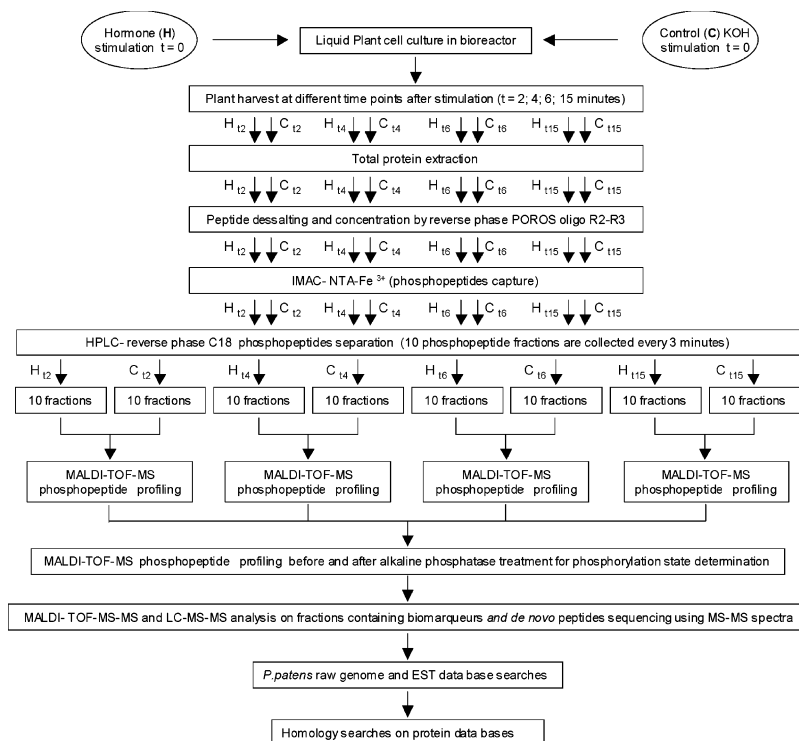 Hormone (H)
stimulation t = 0
Liquid Plant cell culture in bioreactor
Control (C) KOH
stimulation t = 0
Plant harvest at different time points after stimulation (t = 2; 4; 6; 15 minutes)
H t2 C t2 H t4 C t4 H t6 C t6 H t15 C t15
Total protein extraction
H t2 C t2 H t4 C t4 H t6 C t6 H t15 C t15
Peptide dessalting and concentration by reverse phase POROS oligo R2-R3
H t2 C t2 H t4 C t4 H t6 C t6 H t15 C t15
IMAC- NTA-Fe 3+ (phosphopeptides capture)
H t2 C t2 H t4 C t4 H t6 C t6 H t15 C t15
HPLC- reverse phase C18 phosphopeptides separation (10 phosphopeptide fractions are collected every 3 minutes)
H t2 C t2 H t4 C t4 H t6 C t6 H t15 C t15
10 fractions 10 fractions 10 fractions 10 fractions 10 fractions 10 fractions 10 fractions 10 fractions
MALDI-TOF-MS MALDI-TOF-MS MALDI-TOF-MS MALDI-TOF-MS
phosphopeptide profiling phosphopeptide profiling phosphopeptide profiling phosphopeptide profiling
MALDI-TOF-MS phosphopeptide profiling before and after alkaline phosphatase treatment for phosphorylation state determination
MALDI- TOF-MS-MS and LC-MS-MS analysis on fractions containing biomarqueurs and de novo peptides sequencing using MS-MS spectra
P.patens raw genome and EST data base searches
Homology searches on protein data bases